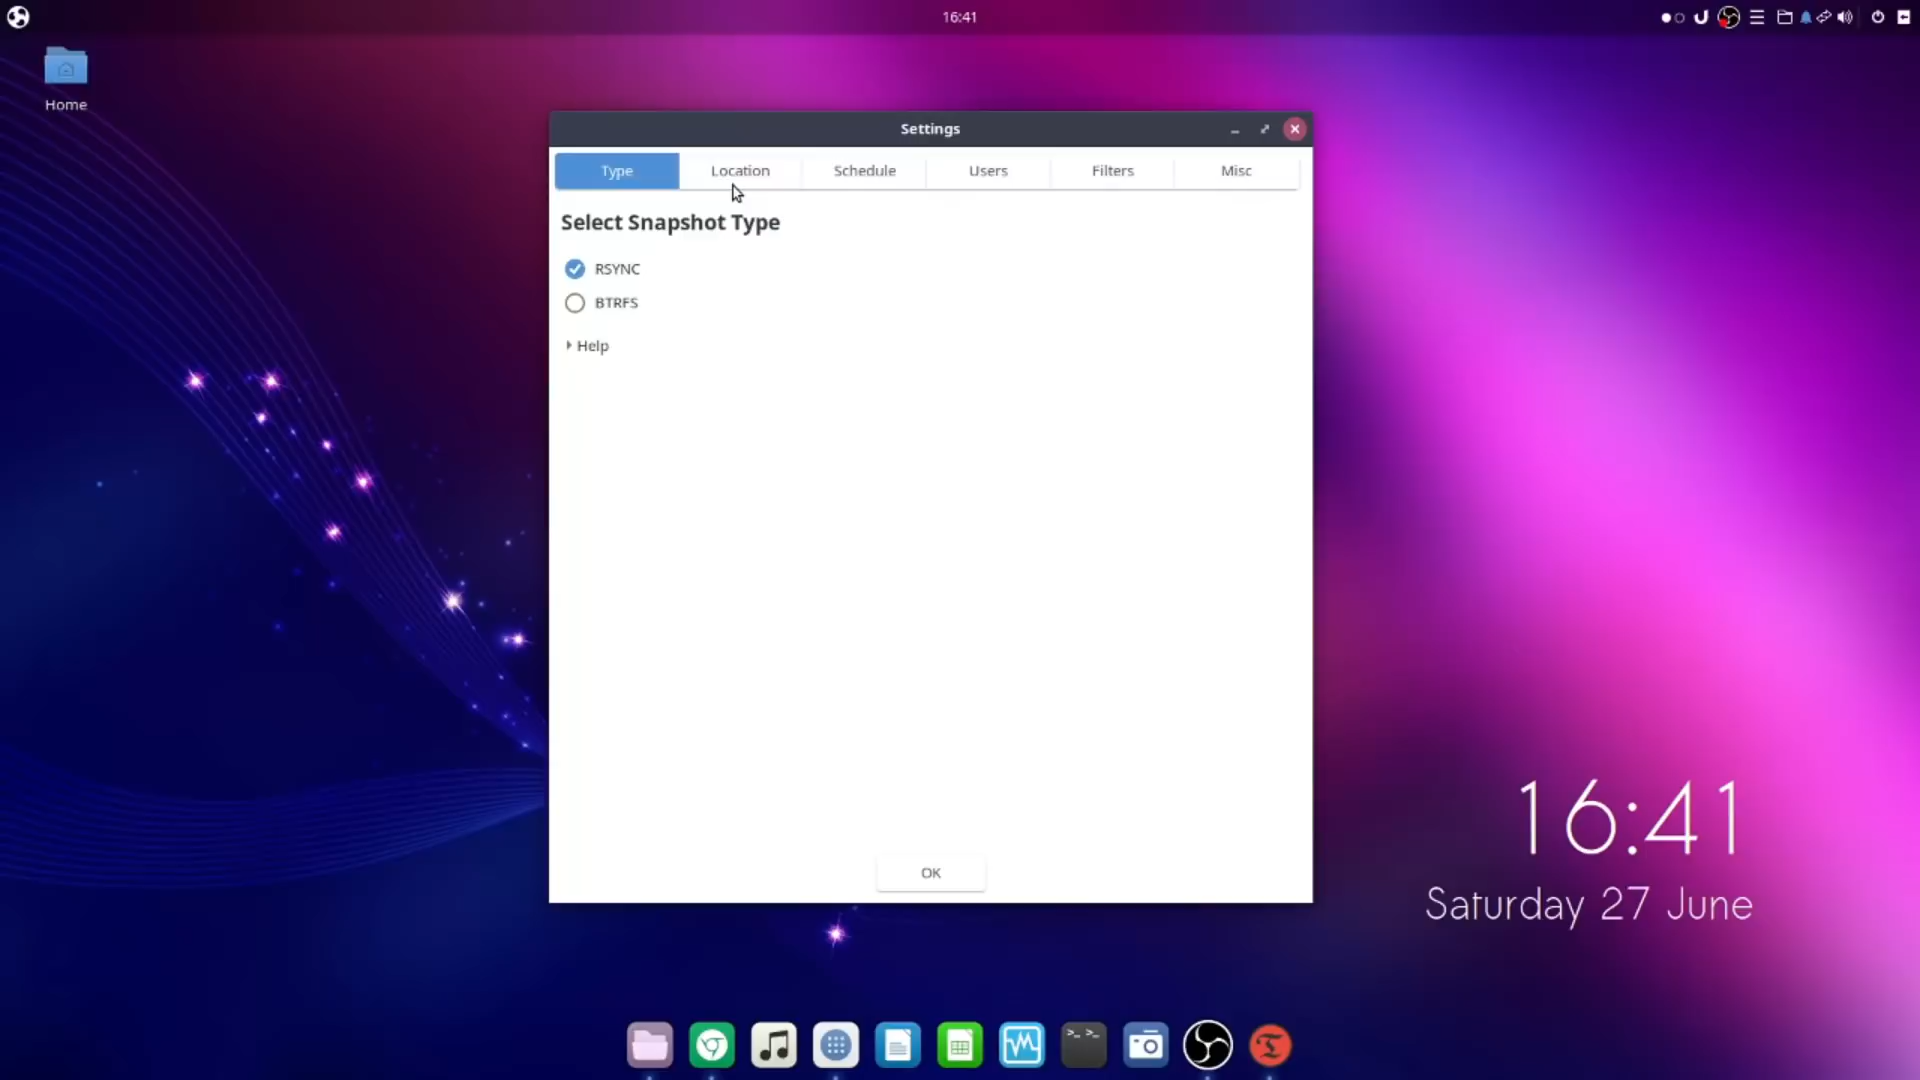 16:41
Home
Settings
Type
Location
Schedule
Users
Filters
Misc
Select Snapshot Type
RSYNC
BTRFS
Help
OK
16:41
Saturday 27 June
>_ >_